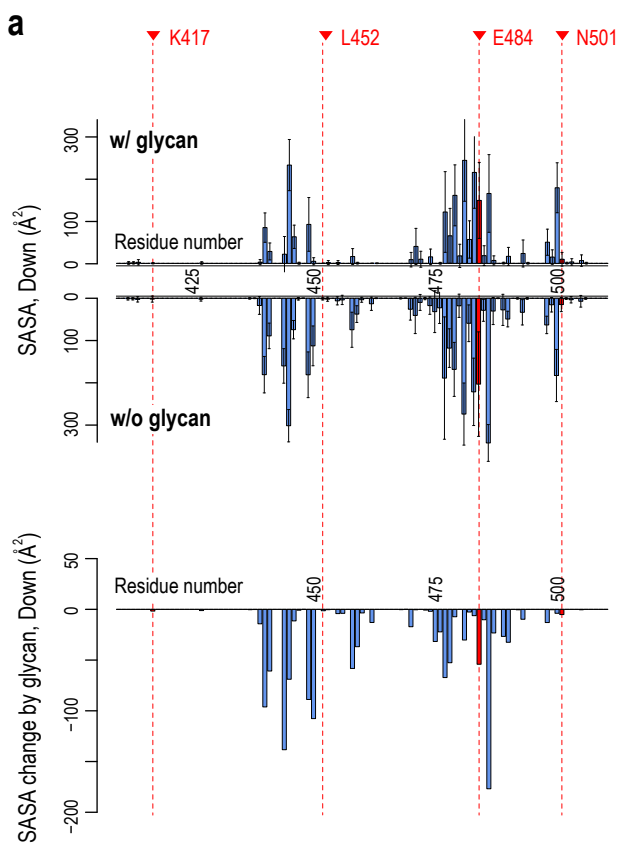 a
K417
L452
E484
N501
w/ glycan
Residue number
SASA, Down (Å²)
300
100
0
425
450
475
500
0
100
300
w/o glycan
SASA change by glycan, Down (Å²)
50
0
−100
−200
Residue number
450
475
500